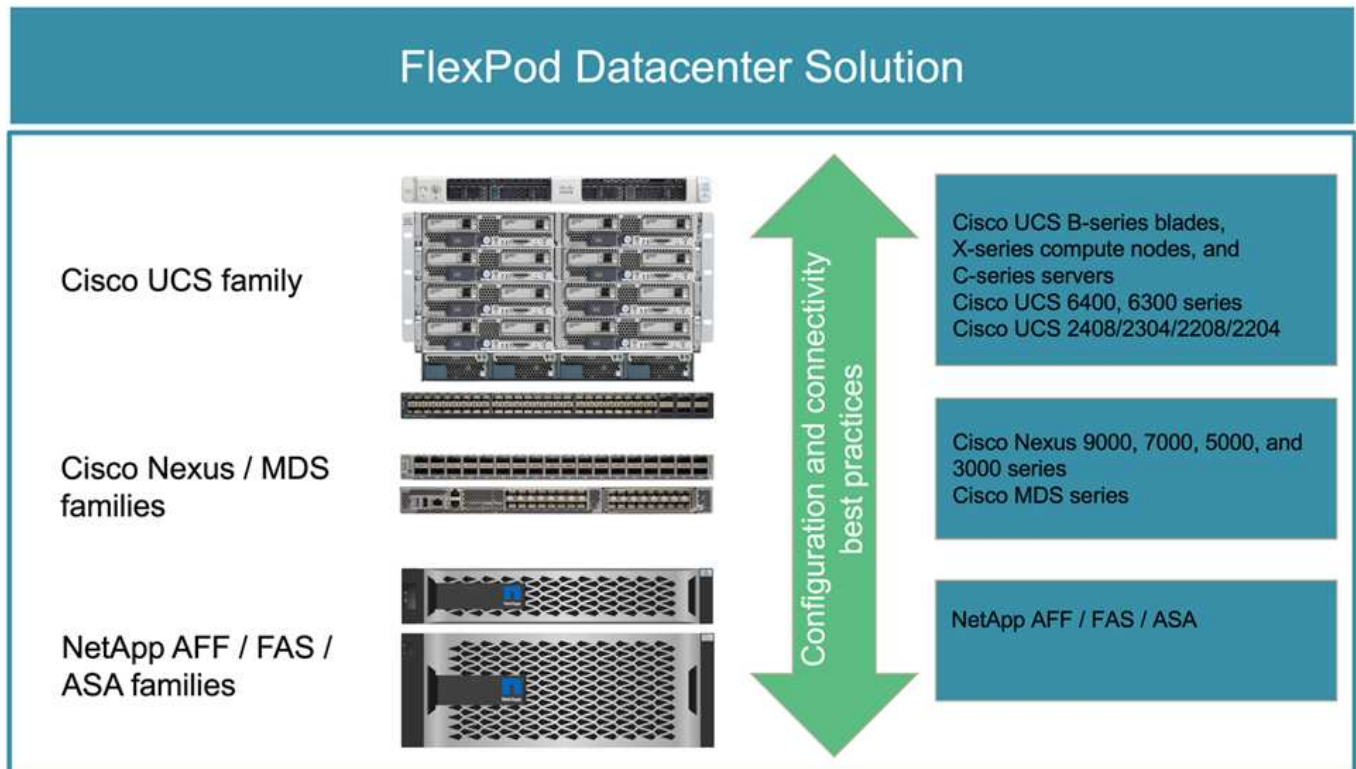 FlexPod Datacenter Solution
Cisco UCS family
Cisco UCS B-series blades,
X-series compute nodes, and
C-series servers
Cisco UCS 6400, 6300 series
Cisco UCS 2408/2304/2208/2204
Configuration and connectivity
best practices
Cisco Nexus / MDS
families
Cisco Nexus 9000, 7000, 5000, and
3000 series
Cisco MDS series
NetApp AFF / FAS /
ASA families
NetApp
NetApp
NetApp AFF / FAS / ASA